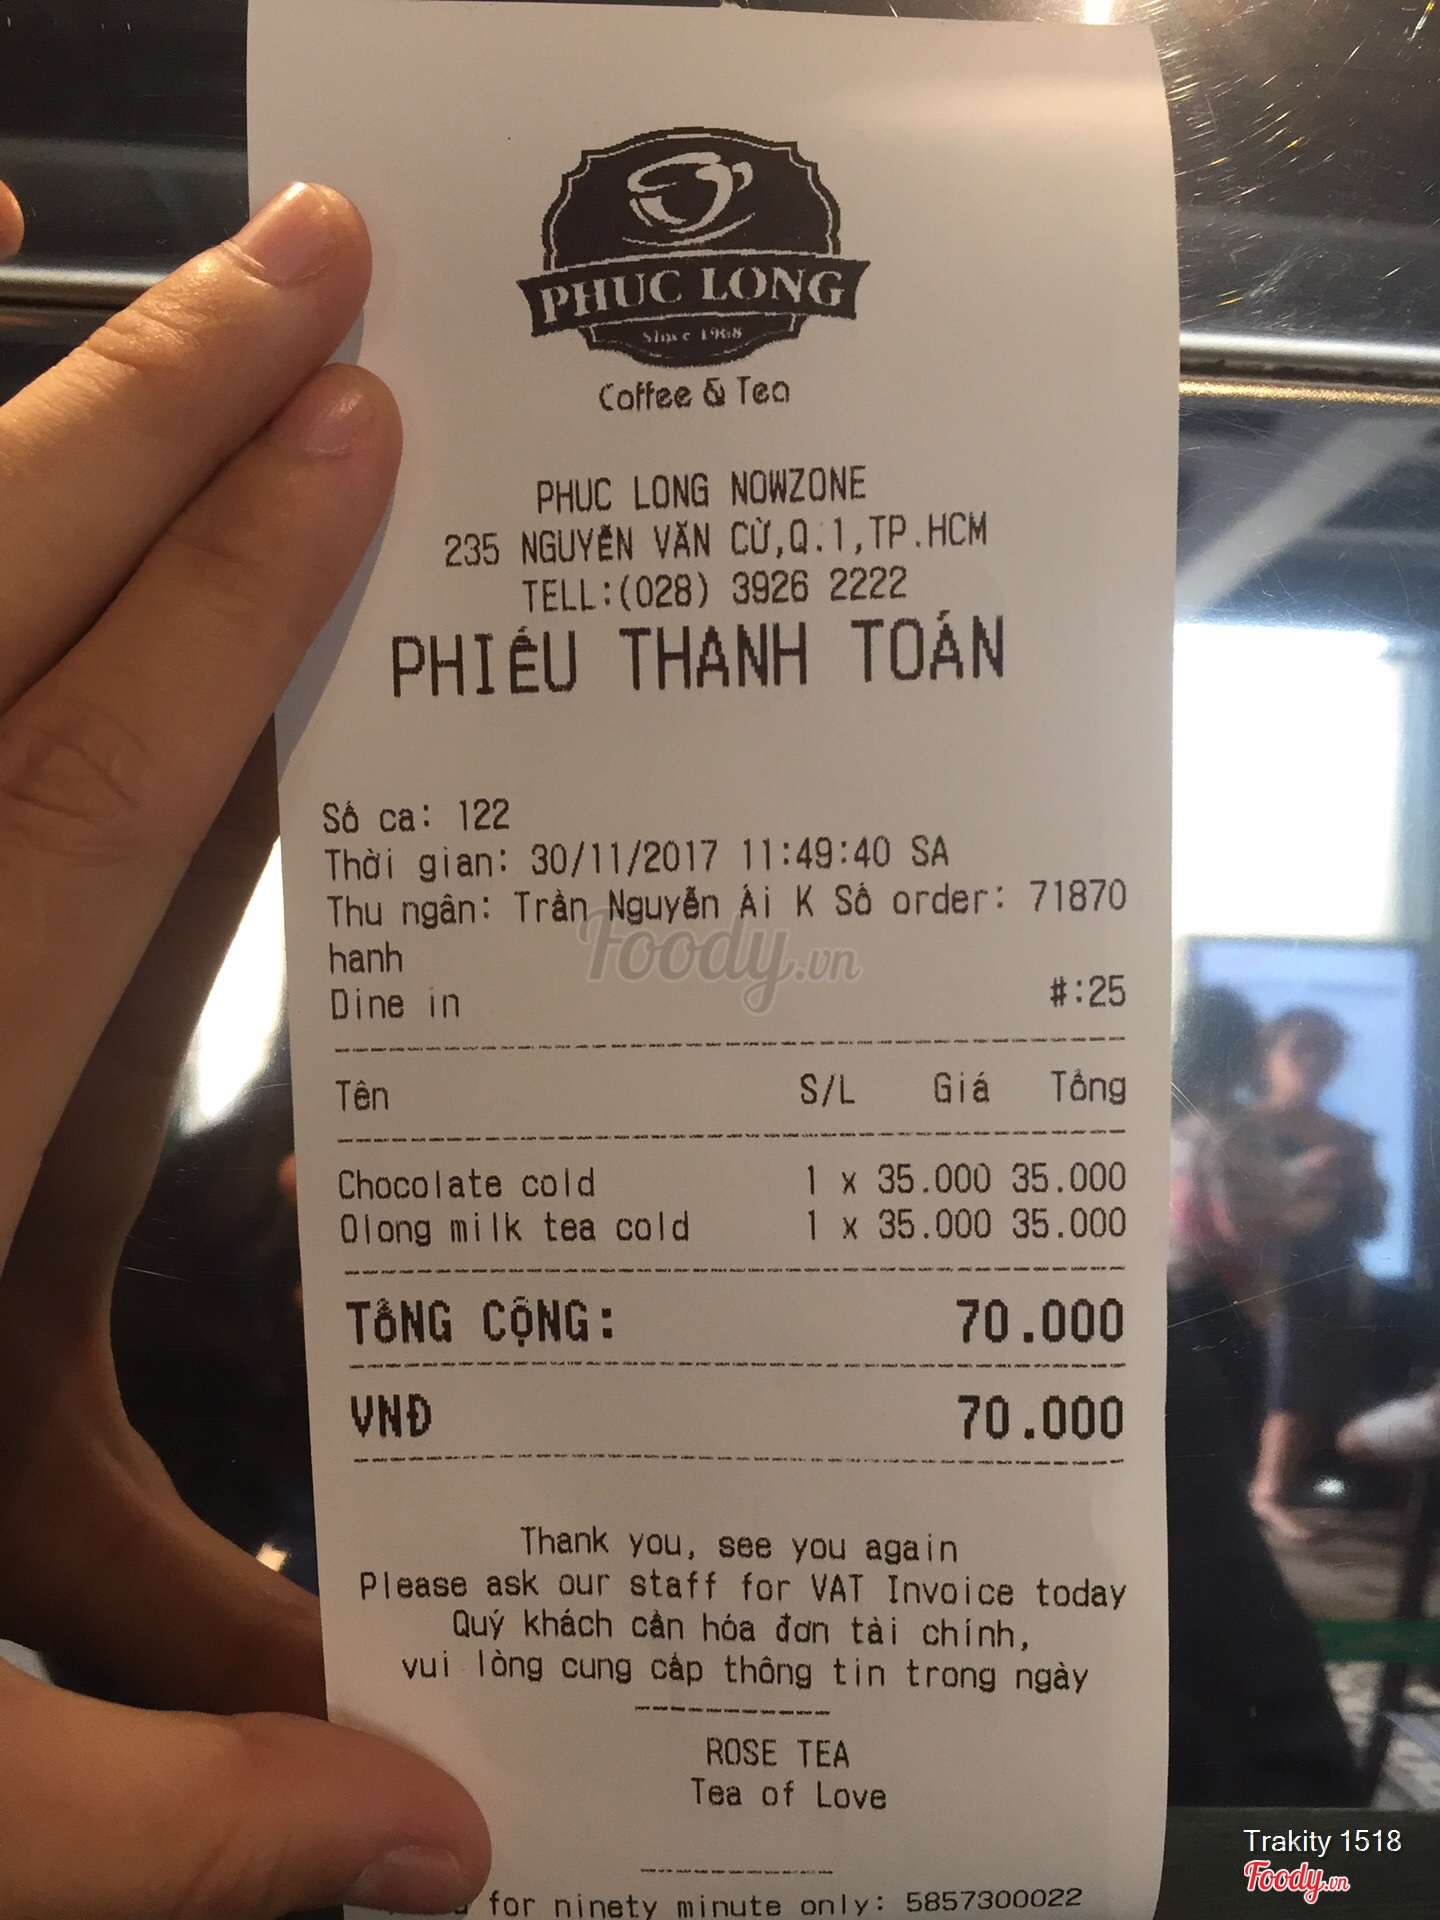 PHUC LONG
Since 1968
Coffee & Tea
PHUC LONG NOWZONE
235 NGUYỄN VĂN CỪ,Q.1,TP.HCM
TELL:(028) 3926 2222
PHIẾU THANH TOÁN
Số ca: 122
Thời gian: 30/11/2017 11:49:40 SA
Thu ngân: Trần Nguyễn Ái K Số order: 71870
hanh
Foody.vn
Dine in #:25
Tên S/L Giá Tổng
Chocolate cold 1 x 35.000 35.000
Olong milk tea cold 1 x 35.000 35.000
TỔNG CỘNG: 70.000
VNĐ 70.000
Thank you, see you again
Please ask our staff for VAT Invoice today
Quý khách cần hóa đơn tài chính,
vui lòng cung cấp thông tin trong ngày
ROSE TEA
Tea of Love
for ninety minute only: 5857300022
Trakity 1518
Foody.vn